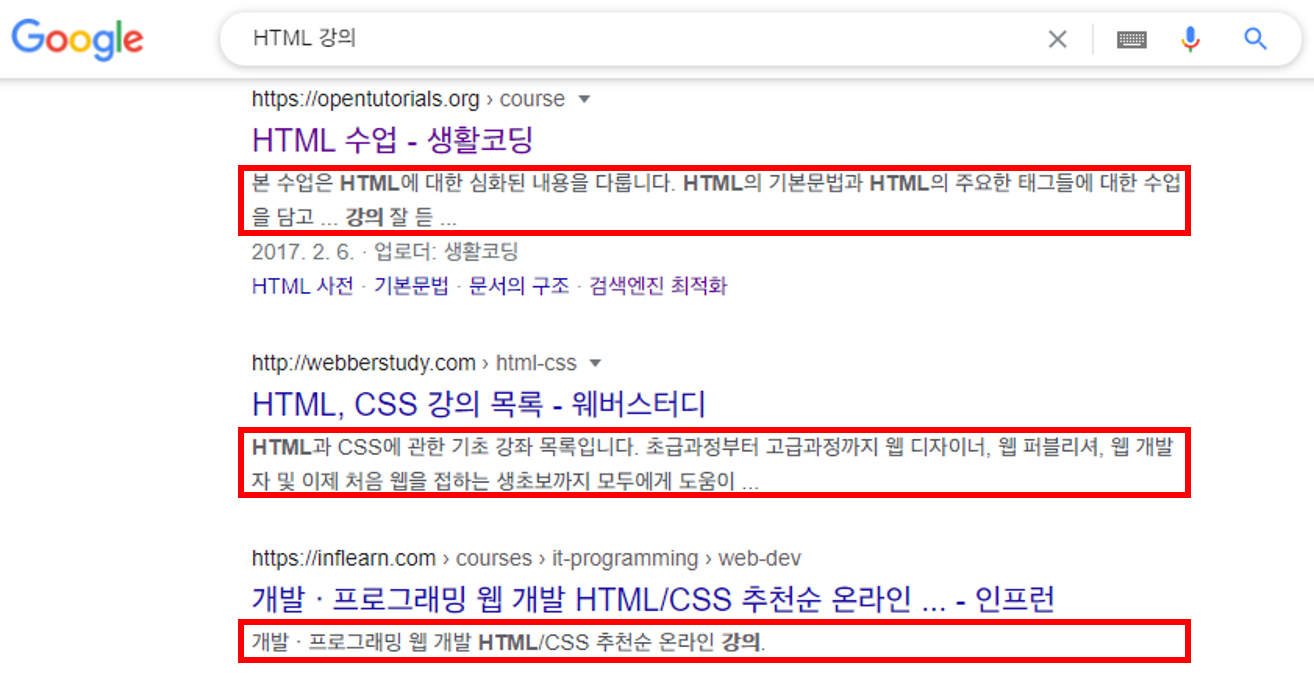 Google
HTML 강의
https://opentutorials.org › course
HTML 수업 - 생활코딩
본 수업은 HTML에 대한 심화된 내용을 다룹니다. HTML의 기본문법과 HTML의 주요한 태그들에 대한 수업
을 담고 ... 강의 잘 듣 ...
2017. 2. 6. · 업로더: 생활코딩
HTML 사전 · 기본문법 · 문서의 구조 · 검색엔진 최적화
http://webberstudy.com › html-css
HTML, CSS 강의 목록 - 웨버스터디
HTML과 CSS에 관한 기초 강좌 목록입니다. 초급과정부터 고급과정까지 웹 디자이너, 웹 퍼블리셔, 웹 개발
자 및 이제 처음 웹을 접하는 생초보까지 모두에게 도움이 ...
https://inflearn.com › courses › it-programming › web-dev
개발 · 프로그래밍 웹 개발 HTML/CSS 추천순 온라인 ... - 인프런
개발 · 프로그래밍 웹 개발 HTML/CSS 추천순 온라인 강의.